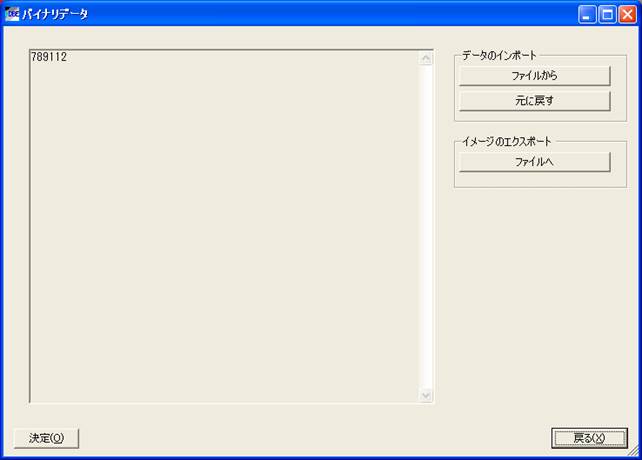 バイナリデータ
789112
データのインポート
ファイルから
元に戻す
イメージのエクスポート
ファイルへ
決定(O)
戻る(X)